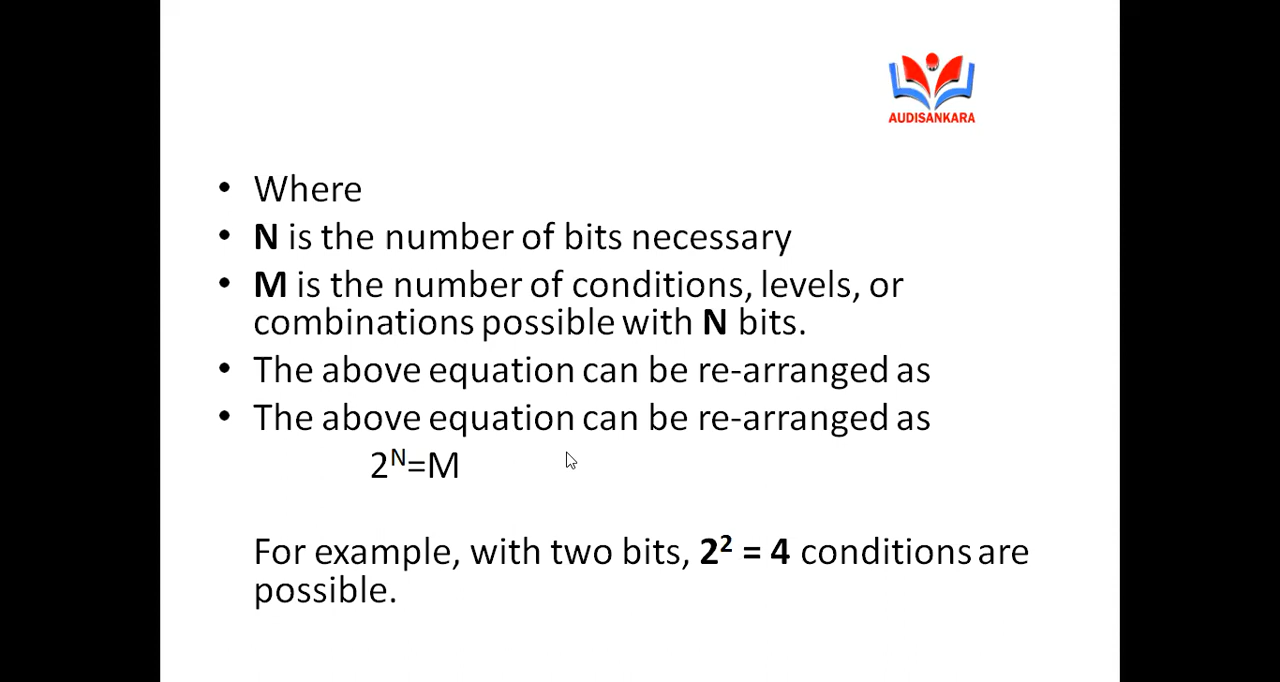 AUDISANKARA
• Where
• N is the number of bits necessary
• M is the number of conditions, levels, or
combinations possible with N bits.
• The above equation can be re-arranged as
• The above equation can be re-arranged as
2ᴺ=M
For example, with two bits, 2² = 4 conditions are
possible.